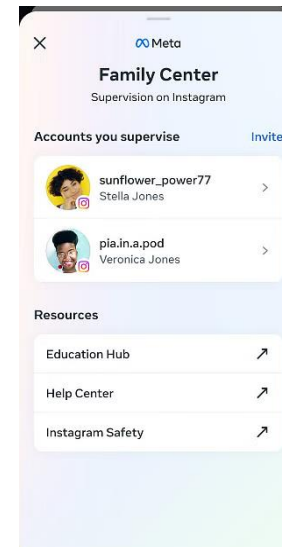 Meta
Family Center
Supervision on Instagram
Accounts you supervise Invite
sunflower_power77
Stella Jones
pia.in.a.pod
Veronica Jones
Resources
Education Hub
Help Center
Instagram Safety